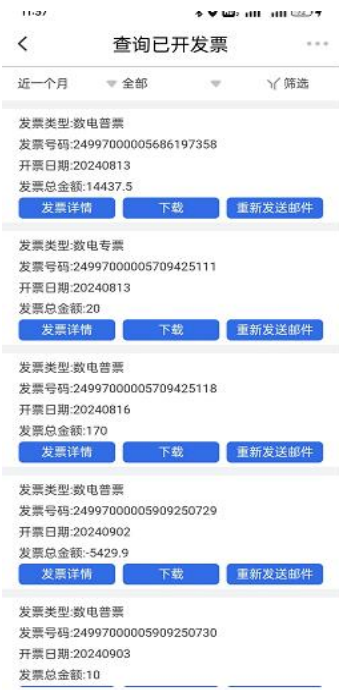 11:57
查询已开发票
近一个月 全部 筛选
发票类型:数电普票
发票号码:24997000005686197358
开票日期:20240813
发票总金额:14437.5
发票详情 下载 重新发送邮件
发票类型:数电专票
发票号码:24997000005709425111
开票日期:20240813
发票总金额:20
发票详情 下载 重新发送邮件
发票类型:数电普票
发票号码:24997000005709425118
开票日期:20240816
发票总金额:170
发票详情 下载 重新发送邮件
发票类型:数电普票
发票号码:24997000005909250729
开票日期:20240902
发票总金额:-5429.9
发票详情 下载 重新发送邮件
发票类型:数电普票
发票号码:24997000005909250730
开票日期:20240903
发票总金额:10